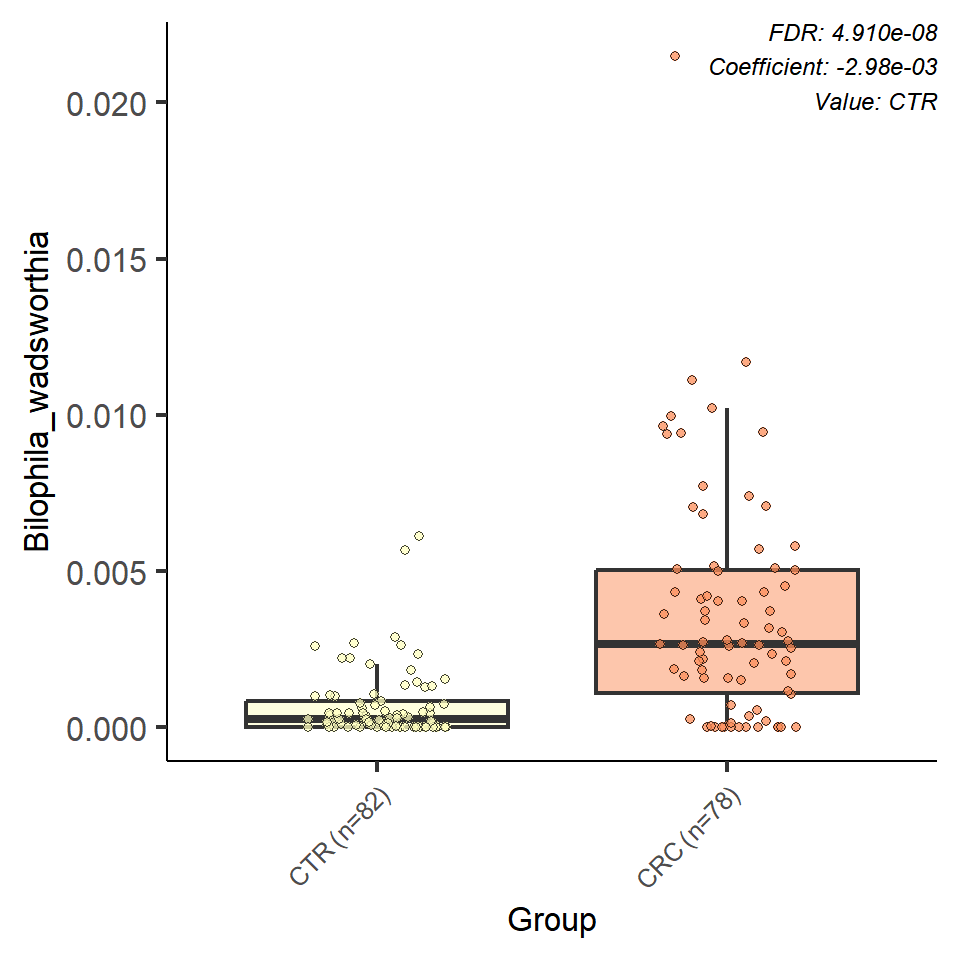 FDR: 4.910e-08
Coefficient: -2.98e-03
Value: CTR
0.020
0.015
0.010
0.005
0.000
Bilophila_wadsworthia
CTR (n=82)
CRC (n=78)
Group